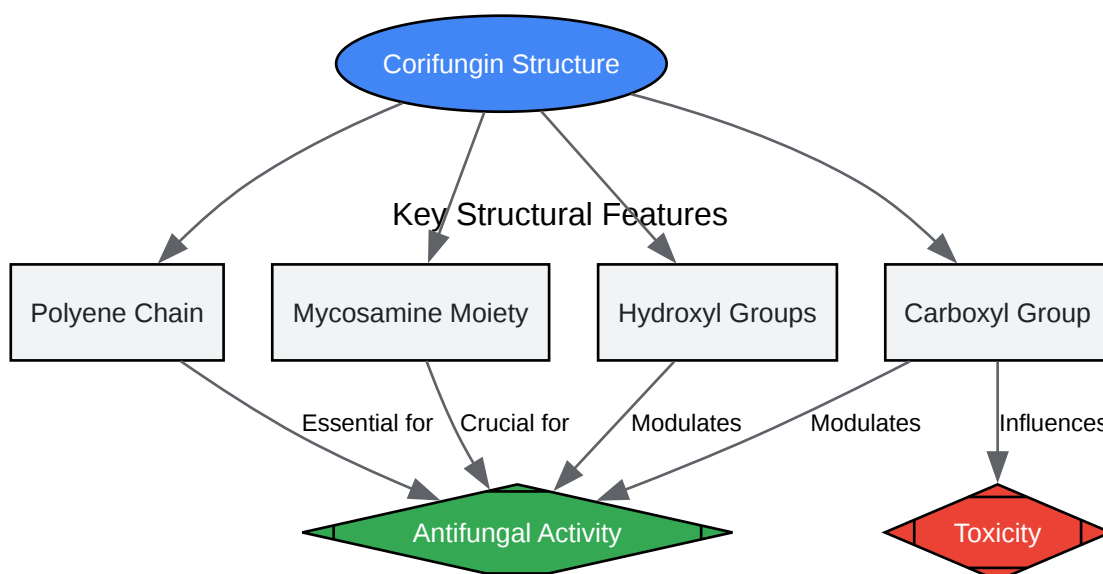 Corifungin Structure
Key Structural Features
Polyene Chain
Mycosamine Moiety
Hydroxyl Groups
Carboxyl Group
Essential for
Crucial for
Modulates
Modulates
Influences
Antifungal Activity
Toxicity